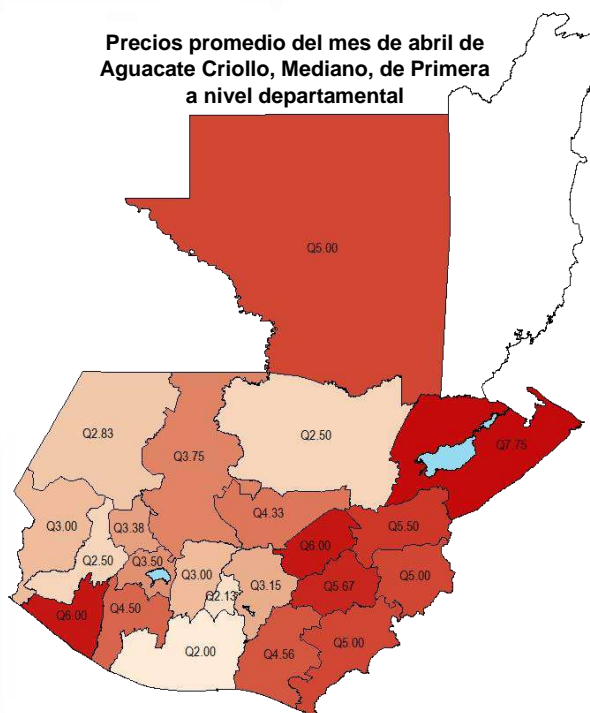 Precios promedio del mes de abril de
Aguacate Criollo, Mediano, de Primera
a nivel departamental
Q5.00
Q2.83
Q2.50
Q7.75
Q3.75
Q4.33
Q5.50
Q3.00
Q3.38
Q6.00
Q2.50
Q3.50
Q3.00
Q3.15
Q5.67
Q5.00
Q2.13
Q6.00
Q4.50
Q2.00
Q4.56
Q5.00